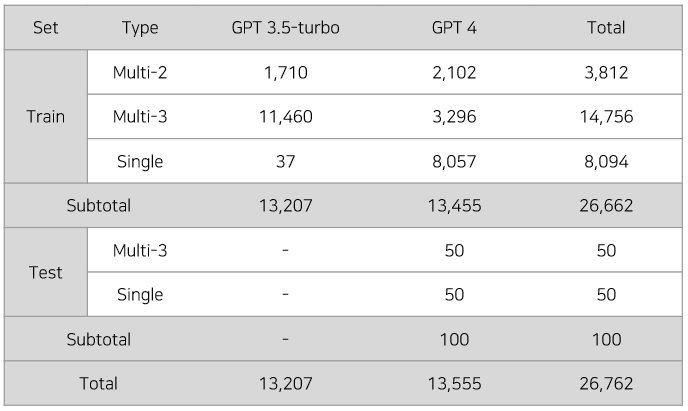 Set Type GPT 3.5-turbo GPT 4 Total
Train
Multi-2 1,710 2,102 3,812
Multi-3 11,460 3,296 14,756
Single 37 8,057 8,094
Subtotal 13,207 13,455 26,662
Test
Multi-3 - 50 50
Single - 50 50
Subtotal - 100 100
Total 13,207 13,555 26,762